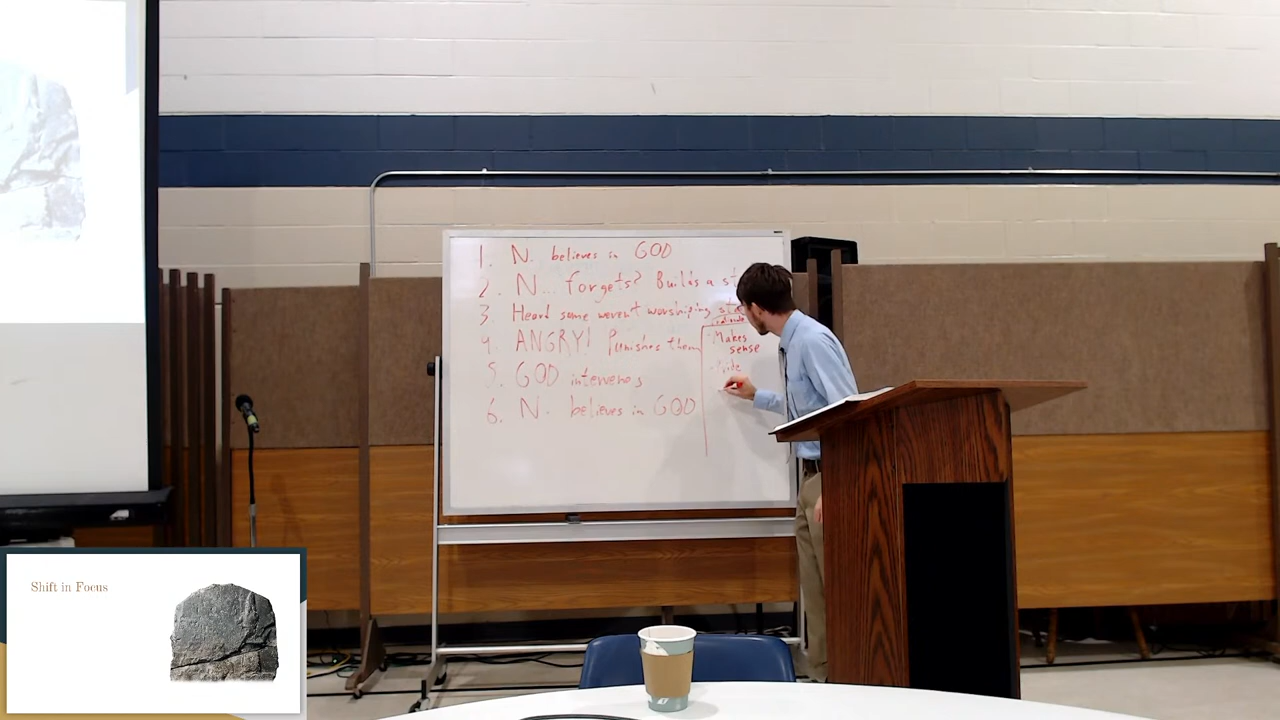 1. N. believes in GOD
2. N... forgets? Builds a
3. Heard some weren't worshiping
4. ANGRY! Punishes them
5. GOD intervenes
6. N. believes in GOD
- Makes
sense
- Pride
Shift in Focus